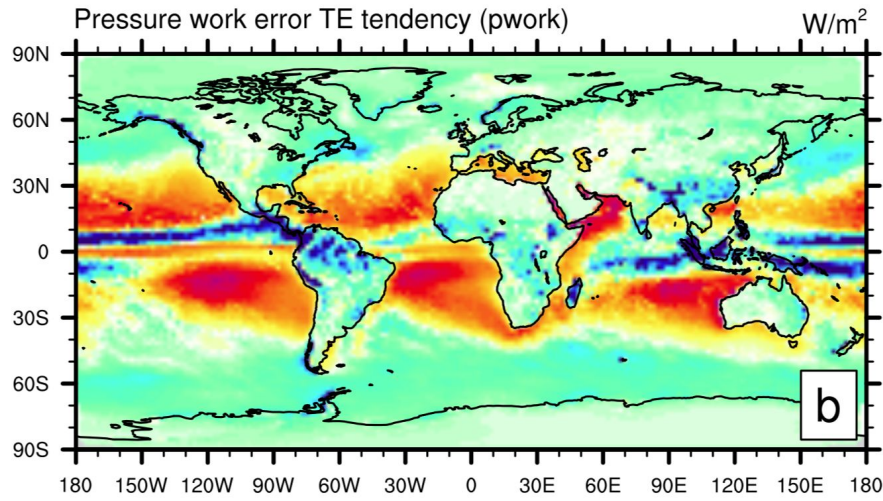 Pressure work error TE tendency (pwork) W/m²
90N
60N
30N
0
30S
60S
90S
b
180 150W 120W 90W 60W 30W 0 30E 60E 90E 120E 150E 180